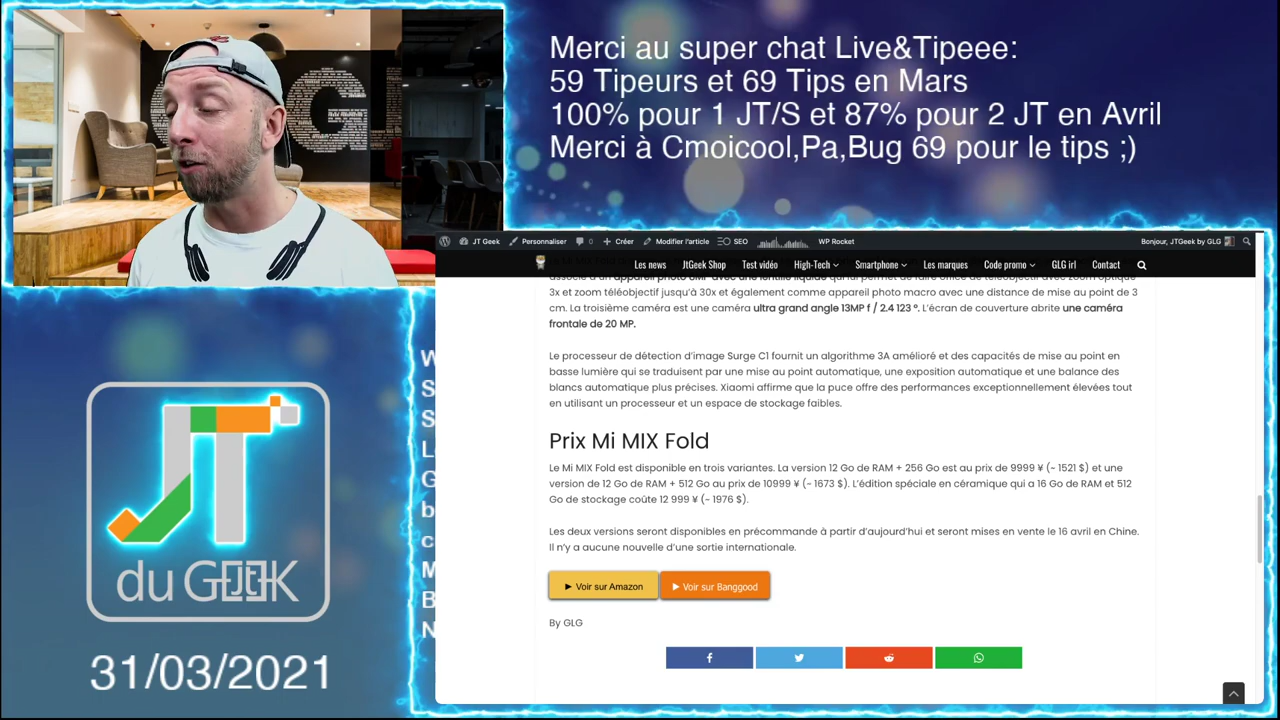 Merci au super chat Live&Tipeee:
59 Tipeurs et 69 Tips en Mars
100% pour 1 JT/S et 87% pour 2 JT en Avril
Merci à Cmoicool,Pa,Bug 69 pour le tips ;)
JT Geek Personnaliser 0 Créer Modifier l'article SEO WP Rocket Bonjour, JTGeek by GLG
Les news JtGeek Shop Test vidéo High-Tech Smartphone Les marques Code promo GLG irl Contact
3x et zoom téléobjectif jusqu'à 30x et également comme appareil photo macro avec une distance de mise au point de 3
cm. La troisième caméra est une caméra ultra grand angle 13MP f / 2.4 123 °. L'écran de couverture abrite une caméra
frontale de 20 MP.
Le processeur de détection d'image Surge C1 fournit un algorithme 3A amélioré et des capacités de mise au point en
basse lumière qui se traduisent par une mise au point automatique, une exposition automatique et une balance des
blancs automatique plus précises. Xiaomi affirme que la puce offre des performances exceptionnellement élevées tout
en utilisant un processeur et un espace de stockage faibles.
Prix Mi MIX Fold
Le Mi MIX Fold est disponible en trois variantes. La version 12 Go de RAM + 256 Go est au prix de 9999 ¥ (~ 1521 $) et une
version de 12 Go de RAM + 512 Go au prix de 10999 ¥ (~ 1673 $). L'édition spéciale en céramique qui a 16 Go de RAM et 512
Go de stockage coûte 12 999 ¥ (~ 1976 $).
Les deux versions seront disponibles en précommande à partir d'aujourd'hui et seront mises en vente le 16 avril en Chine.
Il n'y a aucune nouvelle d'une sortie internationale.
Voir sur Amazon Voir sur Banggood
By GLG
JT
du GEEK
31/03/2021